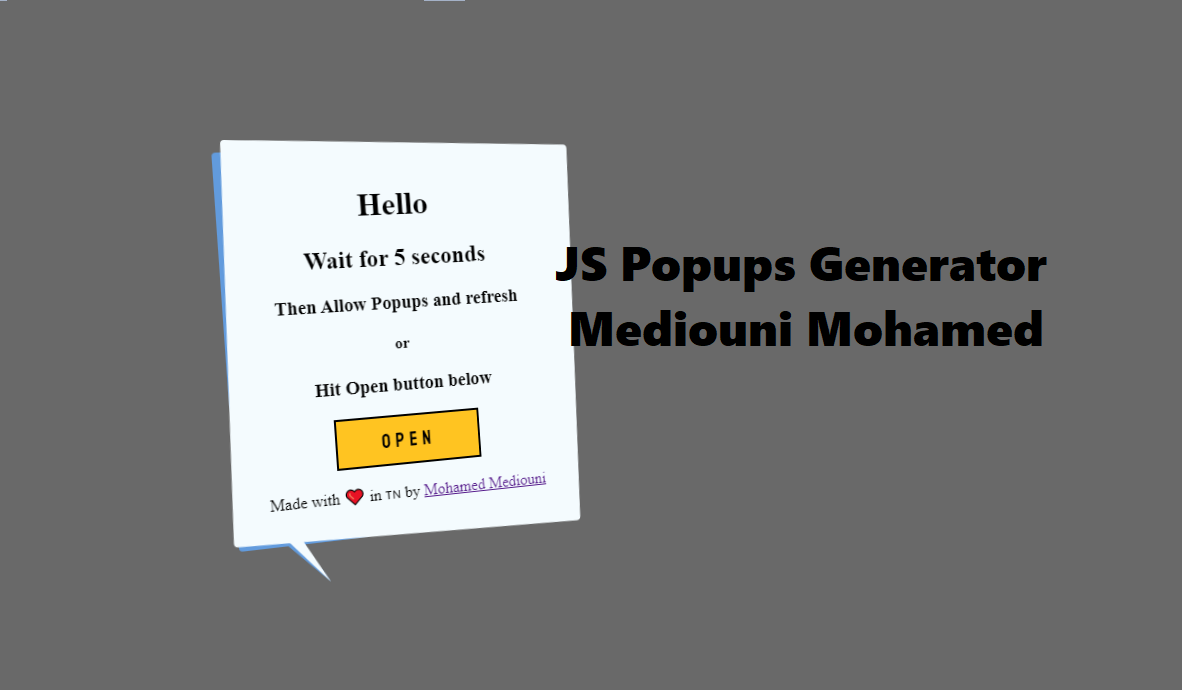 Hello
Wait for 5 seconds
Then Allow Popups and refresh
or
Hit Open button below
OPEN
Made with ❤️ in TN by Mohamed Mediouni
JS Popups Generator
Mediouni Mohamed